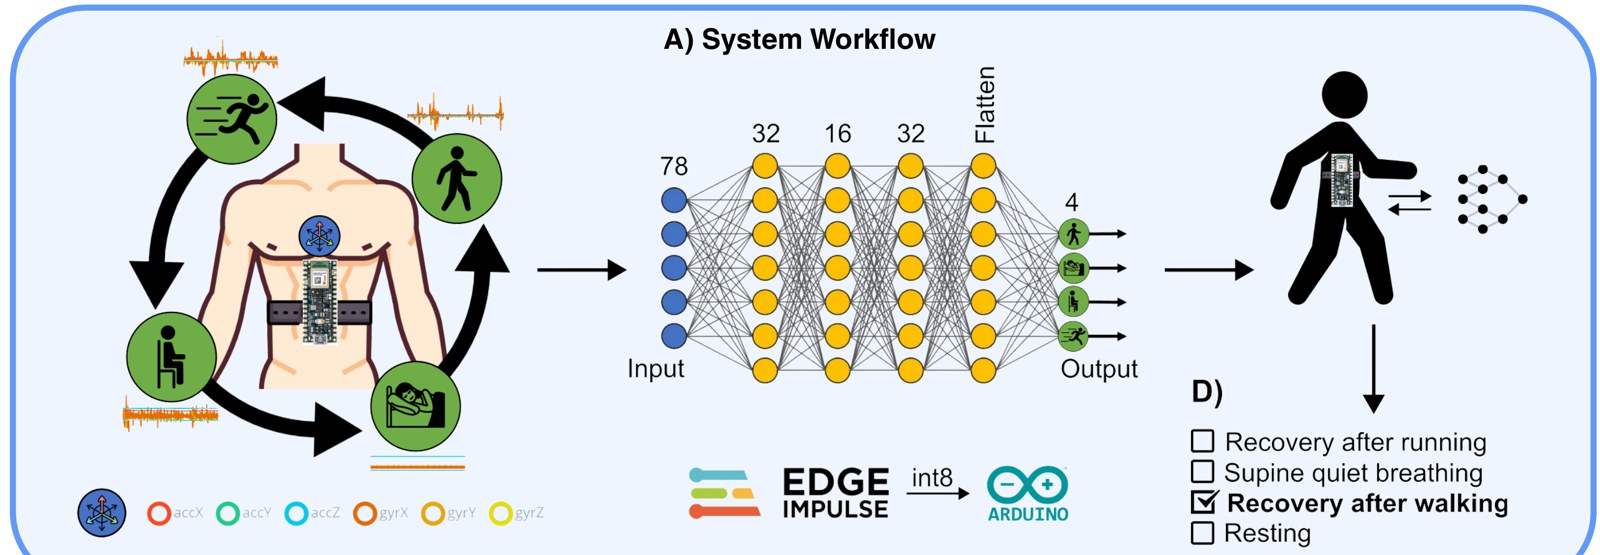 A) System Workflow
78
32
16
32
Flatten
4
Input
Output
D)
Recovery after running
Supine quiet breathing
Recovery after walking
Resting
EDGE
IMPULSE
int8
ARDUINO
accX
accY
accZ
gyrX
gyrY
gyrZ